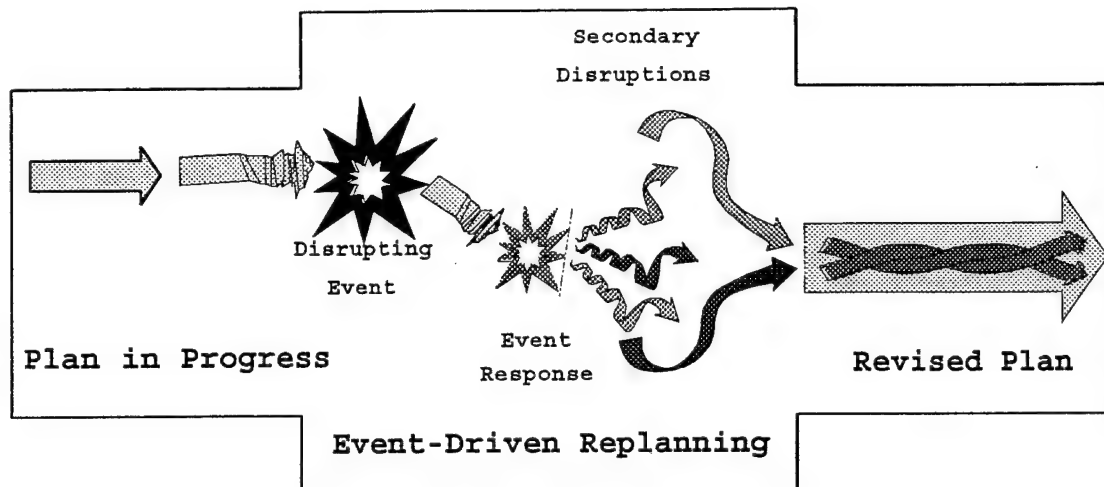 Secondary
Disruptions
Disrupting
Event
Event
Response
Plan in Progress
Revised Plan
Event-Driven Replanning